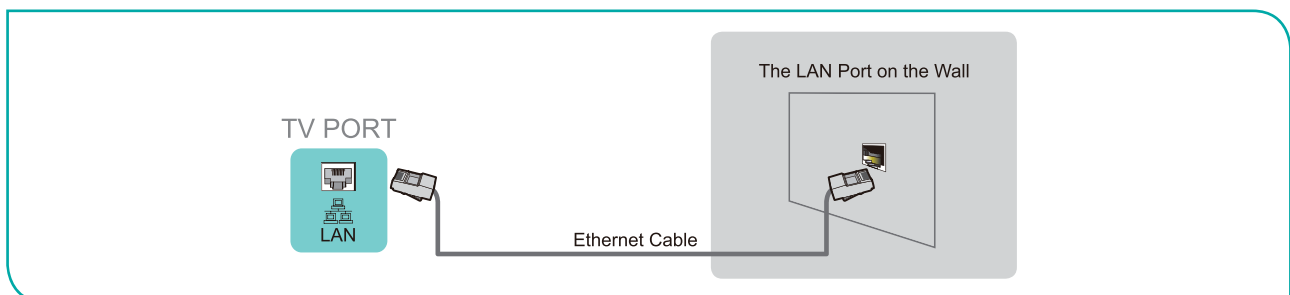 The LAN Port on the Wall
TV PORT
LAN
Ethernet Cable